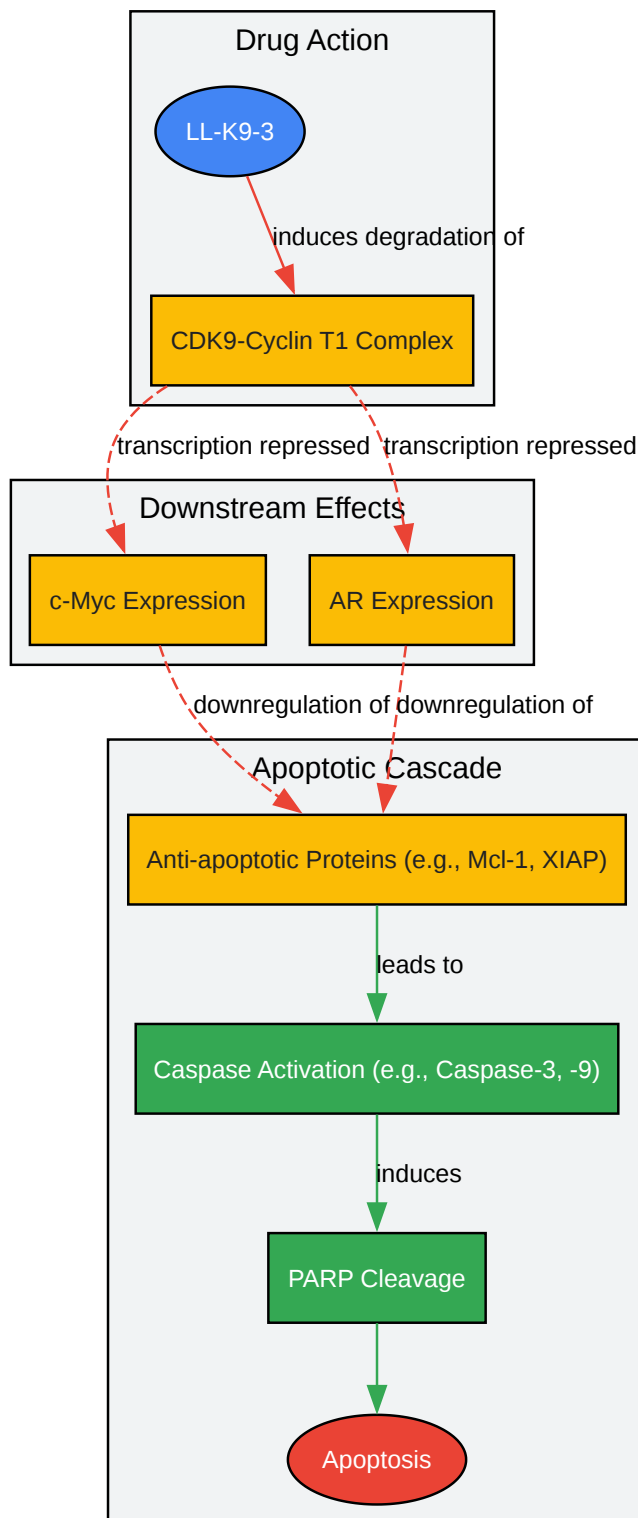 Drug Action
LL-K9-3
induces degradation of
CDK9-Cyclin T1 Complex
transcription repressed
transcription repressed
Downstream Effects
c-Myc Expression
AR Expression
downregulation of
downregulation of
Apoptotic Cascade
Anti-apoptotic Proteins (e.g., Mcl-1, XIAP)
leads to
Caspase Activation (e.g., Caspase-3, -9)
induces
PARP Cleavage
Apoptosis